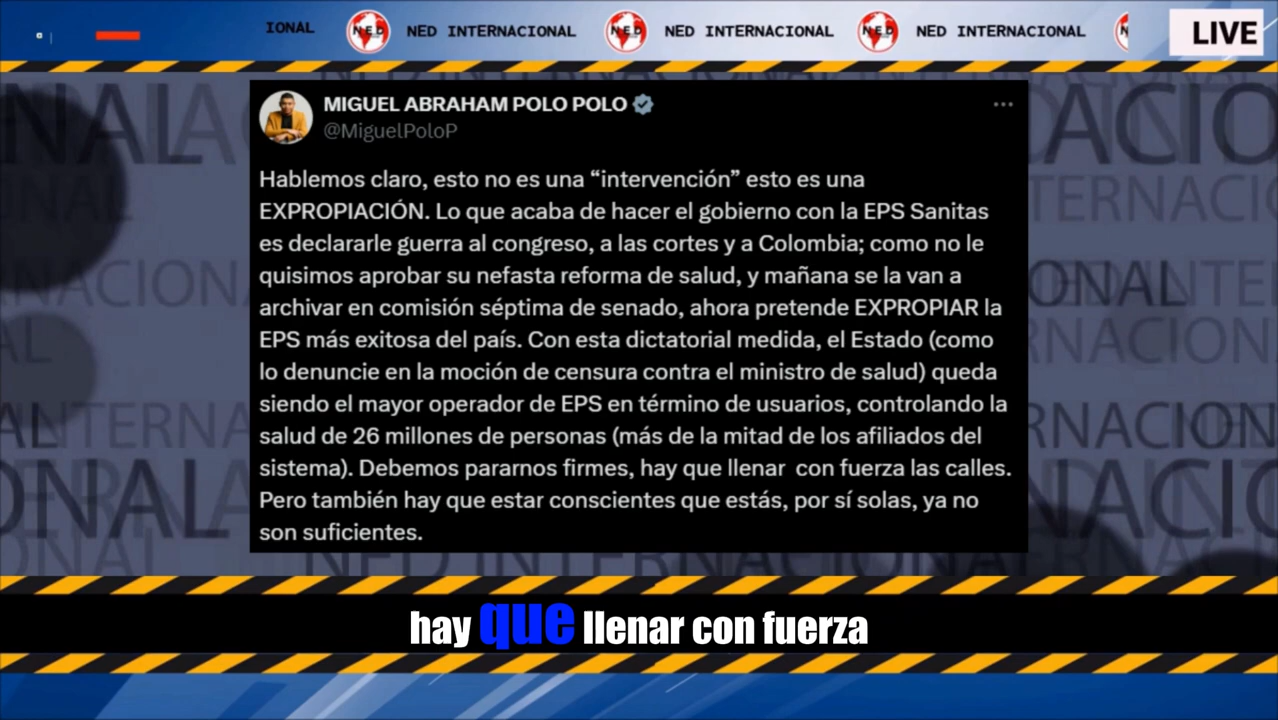 IONAL NED NED INTERNACIONAL NED NED INTERNACIONAL NED NED INTERNACIONAL
LIVE
MIGUEL ABRAHAM POLO POLO
@MiguelPoloP
Hablemos claro, esto no es una “intervención” esto es una
EXPROPIACIÓN. Lo que acaba de hacer el gobierno con la EPS Sanitas
es declararle guerra al congreso, a las cortes y a Colombia; como no le
quisimos aprobar su nefasta reforma de salud, y mañana se la van a
archivar en comisión séptima de senado, ahora pretende EXPROPIAR la
EPS más exitosa del país. Con esta dictatorial medida, el Estado (como
lo denuncie en la moción de censura contra el ministro de salud) queda
siendo el mayor operador de EPS en término de usuarios, controlando la
salud de 26 millones de personas (más de la mitad de los afiliados del
sistema). Debemos pararnos firmes, hay que llenar  con fuerza las calles.
Pero también hay que estar conscientes que estás, por sí solas, ya no
son suficientes.
hay que llenar con fuerza